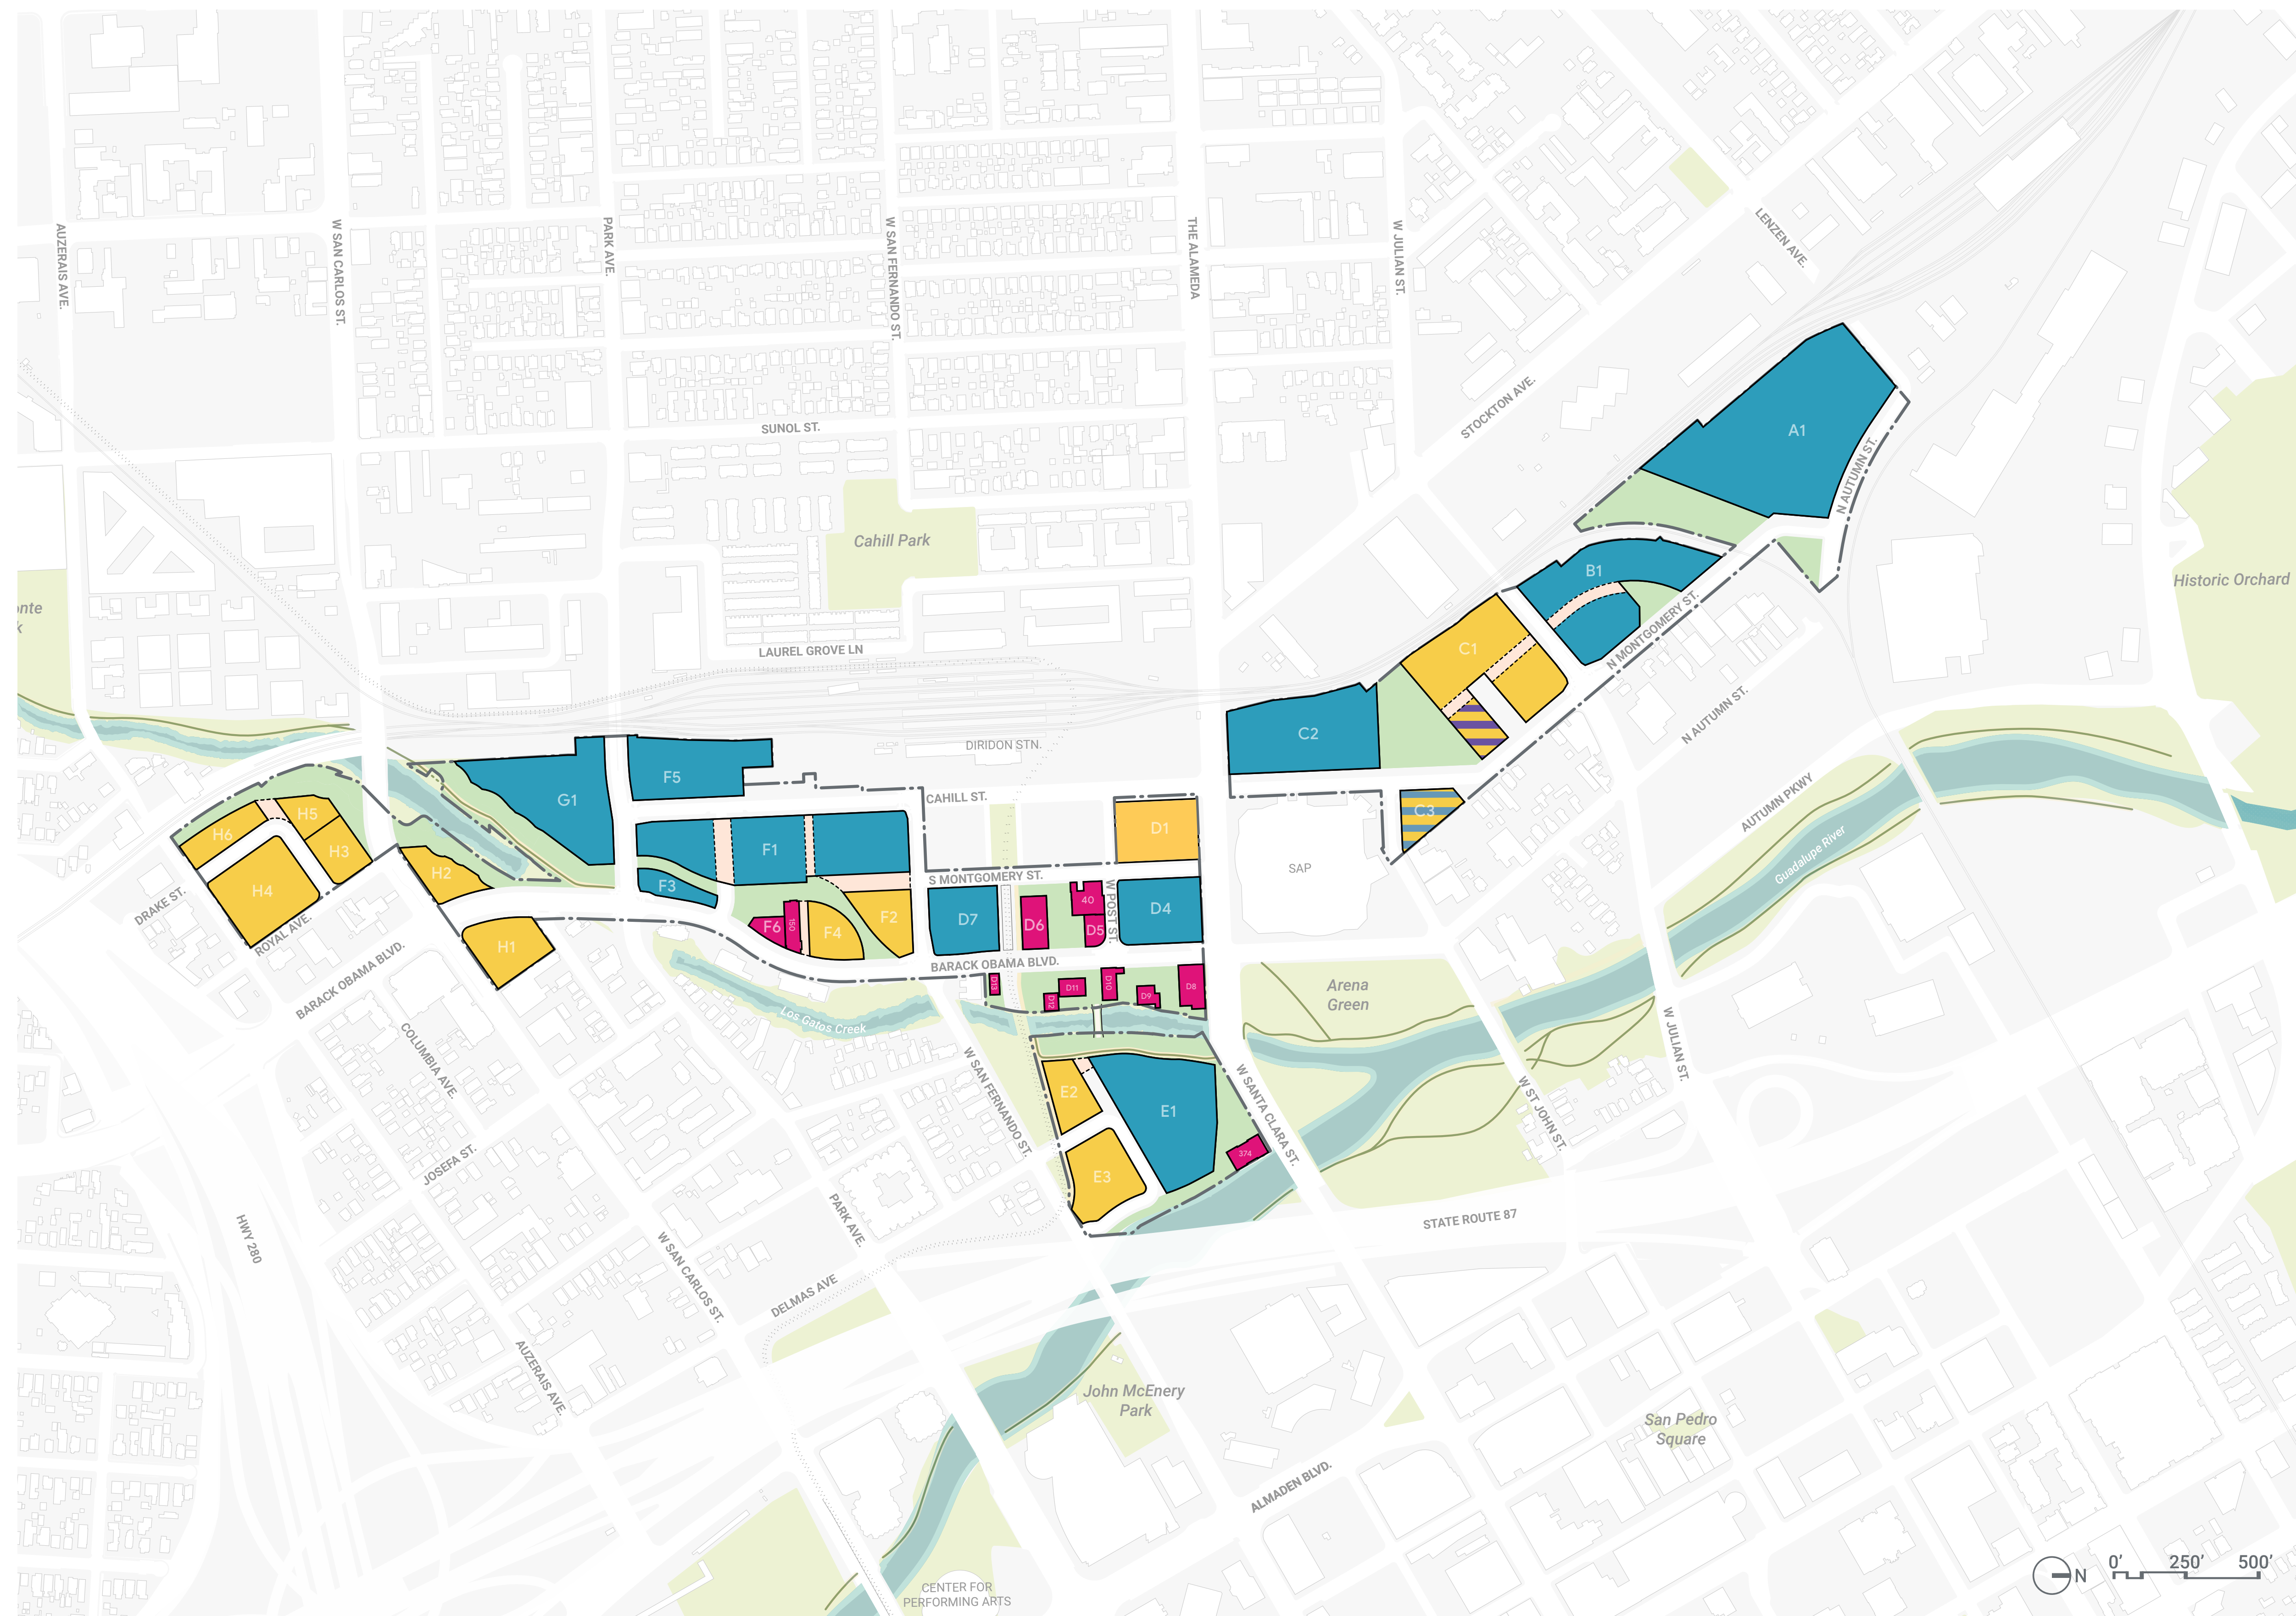 AUZERAIS AVE.
W SAN CARLOS ST.
PARK AVE.
W SAN FERNANDO ST.
THE ALAMEDA
W JULIAN ST.
LENZEN AVE.
STOCKTON AVE.
SUNOL ST.
A1
N AUTUMN ST.
Cahill Park
B1
Historic Orchard
onte
k
LAUREL GROVE LN
C1
N MONTGOMERY ST.
N AUTUMN ST.
DIRIDON STN.
C2
F5
G1
CAHILL ST.
AUTUMN PKWY
H5
H6
H3
F1
D1
C3
SAP
Guadalupe River
H2
H4
F3
S MONTGOMERY ST.
W POST ST.
40
DRAKE ST.
ROYAL AVE.
F2
F6
150
F4
D7
D6
D5
D4
H1
BARACK OBAMA BLVD.
BARACK OBAMA BLVD.
D13
D12
D11
D10
D9
D8
Arena
Green
Los Gatos Creek
COLUMBIA AVE.
W SAN FERNANDO ST.
W SANTA CLARA ST.
W ST JOHN ST.
W JULIAN ST.
E2
E1
E3
374
JOSEFA ST.
HWY 280
PARK AVE.
W SAN CARLOS ST.
STATE ROUTE 87
DELMAS AVE
AUZERAIS AVE.
John McEnery
Park
San Pedro
Square
ALMADEN BLVD.
CENTER FOR
PERFORMING ARTS
N
0' 250' 500'